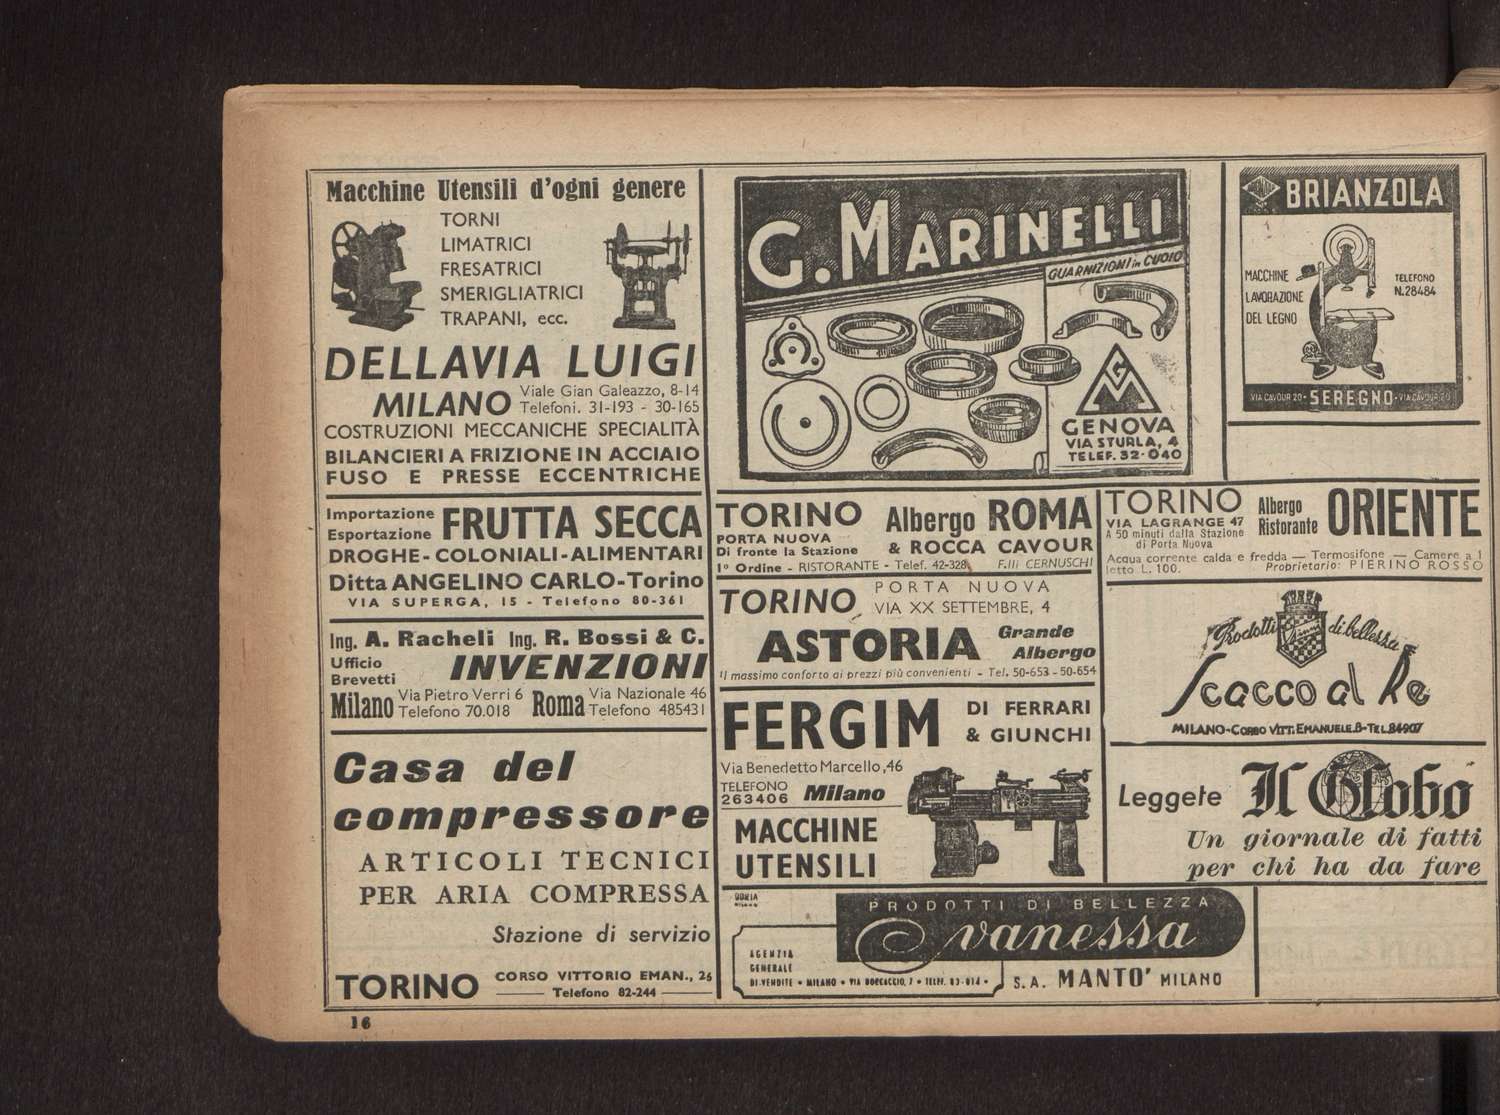 Macchine Utensili d'ogni genere
TORNI
LIMATRICI
FRESATRICI
SMERIGLIATRICI
TRAPANI, ecc.
DELLAVIA LUIGI
MILANO Viale Gian Galeazzo, 8-14
Telefoni. 31-193 - 30-165
COSTRUZIONI MECCANICHE SPECIALITÀ
BILANCIERI A FRIZIONE IN ACCIAIO
FUSO E PRESSE ECCENTRICHE
Importazione
Esportazione FRUTTA SECCA
DROGHE-COLONIALI-ALIMENTARI
Ditta ANGELINO CARLO-Torino
VIA SUPERGA, 15 - Telefono 80-361
Ing. A. Racheli Ing. R. Bossi & C.
Ufficio
Brevetti INVENZIONI
Milano Via Pietro Verri 6
Telefono 70.018
Roma Via Nazionale 46
Telefono 485431
Casa del
compressore
ARTICOLI TECNICI
PER ARIA COMPRESSA
Stazione di servizio
TORINO CORSO VITTORIO EMAN., 26
Telefono 82-244
16
G. MARINELLI
GUARNIZIONI in CUOIO
GM
GENOVA
VIA STURLA, 4
TELEF. 32-040
BRIANZOLA
MACCHINE
LAVORAZIONE
DEL LEGNO
TELEFONO
N. 28484
VIA CAVOUR 20 - SEREGNO - VIA CAVOUR 20
TORINO
PORTA NUOVA
Di fronte la Stazione
Albergo ROMA
& ROCCA CAVOUR
1º Ordine - RISTORANTE - Telef. 42-328 F.lli CERNUSCHI
TORINO
VIA LAGRANGE 47
A 50 minuti dalla Stazione
di Porta Nuova
Albergo
Ristorante ORIENTE
Acqua corrente calda e fredda — Termosifone — Camere a 1
letto L. 100. Proprietario: PIERINO ROSSO
TORINO PORTA NUOVA
VIA XX SETTEMBRE, 4
ASTORIA Grande
Albergo
Il massimo conforto ai prezzi più convenienti - Tel. 50-653 - 50-654
Prodotti di bellezza
Scacco al Re
MILANO-CORSO VITT. EMANUELE. 8-TEL. 84907
FERGIM DI FERRARI
& GIUNCHI
Via Benedetto Marcello, 46
TELEFONO
263406 Milano
MACCHINE
UTENSILI
Leggete Il Globo
Un giornale di fatti
per chi ha da fare
DORIA
MILANO
PRODOTTI DI BELLEZZA
vanessa
AGENZIA
GENERALE
DI VENDITE • MILANO • VIA BOCCACCIO, 7 • TELEF. 83-014 •
S.A. MANTO' MILANO